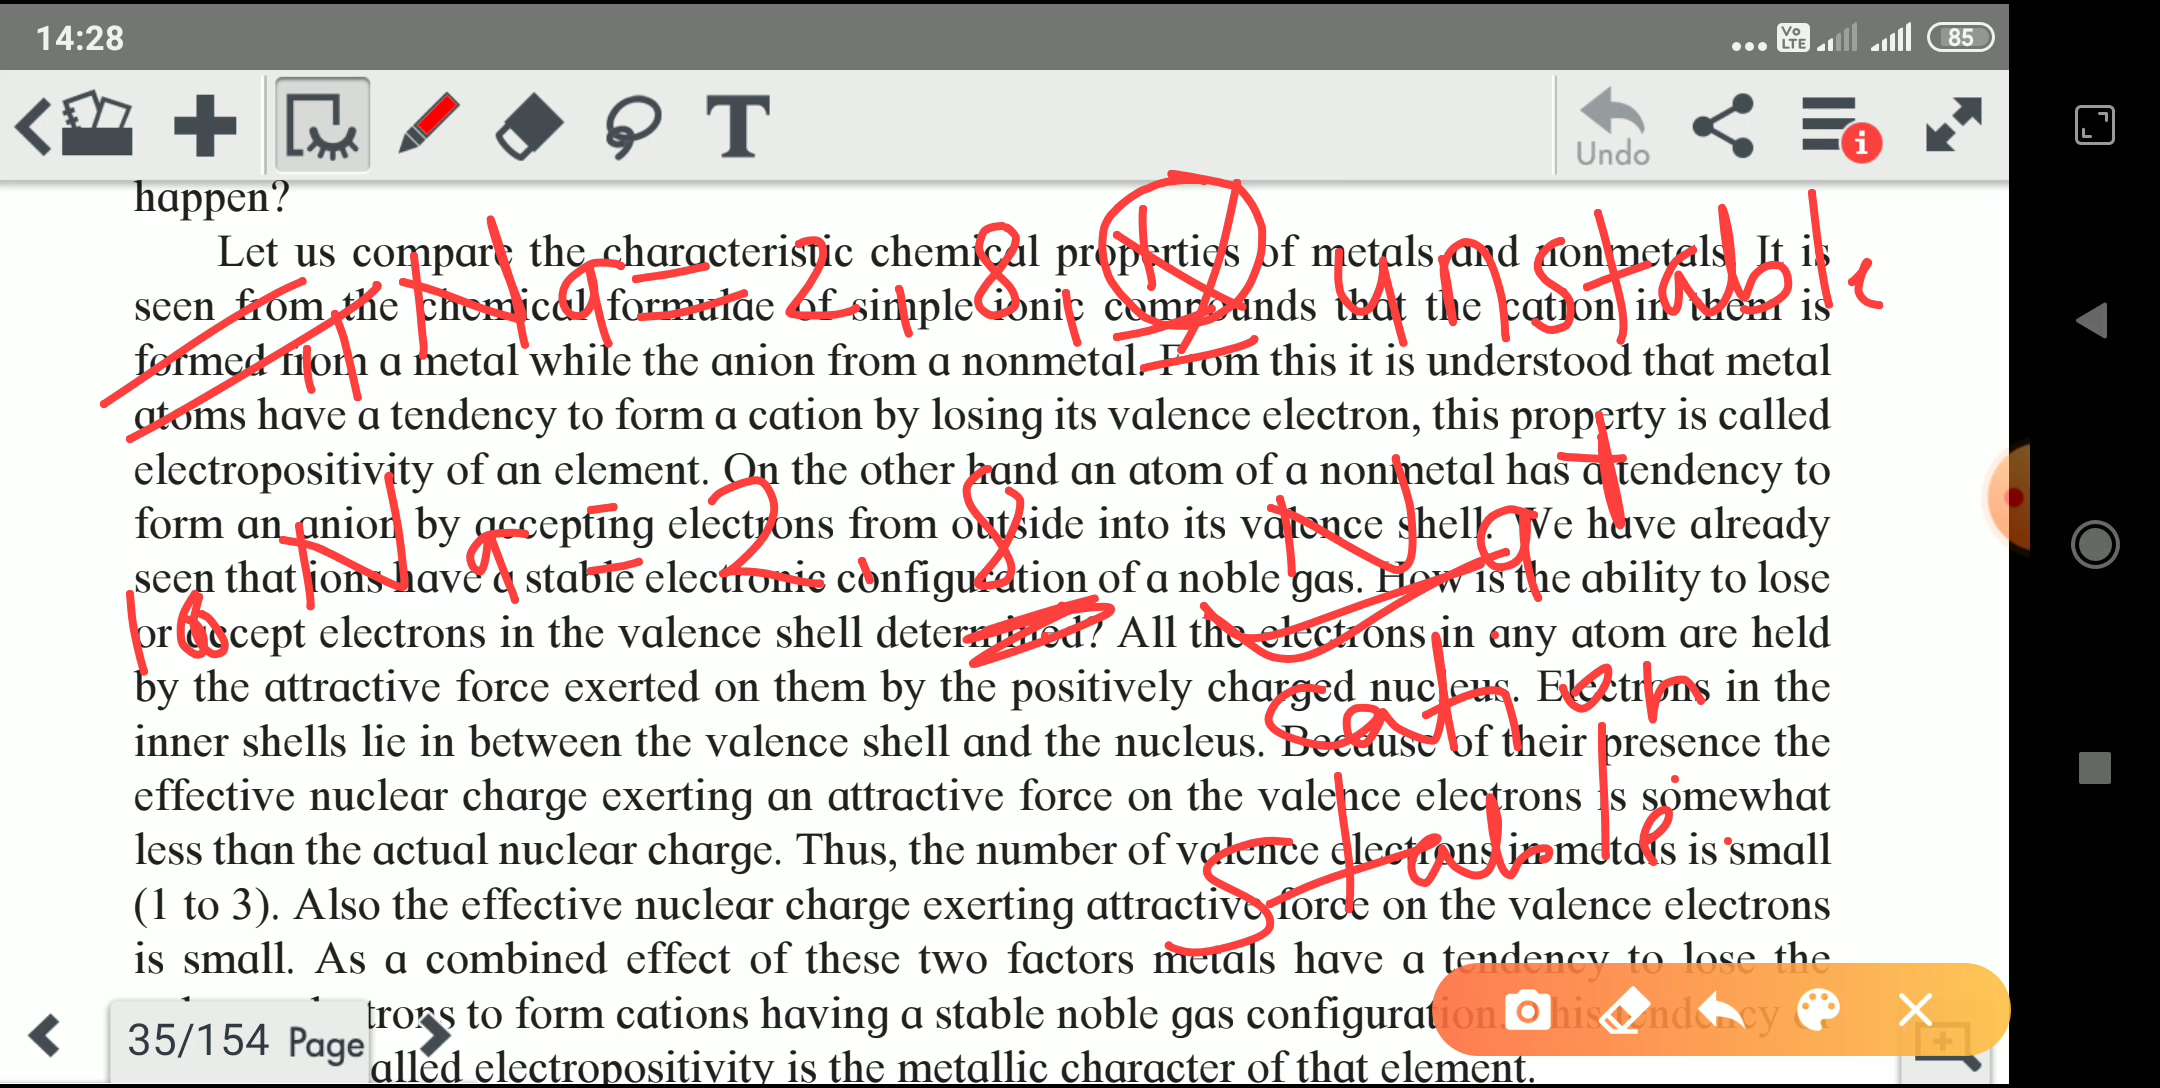 14:28
Vo LTE 85
Undo
happen?
Let us compare the characteristic chemical properties of metals and nonmetals. It is
seen from the chemical formulae of simple ionic compounds that the cation in them is
formed from a metal while the anion from a nonmetal. From this it is understood that metal
atoms have a tendency to form a cation by losing its valence electron, this property is called
electropositivity of an element. On the other hand an atom of a nonmetal has a tendency to
form an anion by accepting electrons from outside into its valence shell. We have already
seen that ions have a stable electronic configuration of a noble gas. How is the ability to lose
or accept electrons in the valence shell determined? All the electrons in any atom are held
by the attractive force exerted on them by the positively charged nucleus. Electrons in the
inner shells lie in between the valence shell and the nucleus. Because of their presence the
effective nuclear charge exerting an attractive force on the valence electrons is somewhat
less than the actual nuclear charge. Thus, the number of valence electrons in metals is small
(1 to 3). Also the effective nuclear charge exerting attractive force on the valence electrons
is small. As a combined effect of these two factors metals have a tendency to lose the
trons to form cations having a stable noble gas configuration. This tendency
alled electropositivity is the metallic character of that element.
35/154 Page
11 Na = 2, 8, 1 unstable
10 Na = 2, 8 Na+
cation
stable.